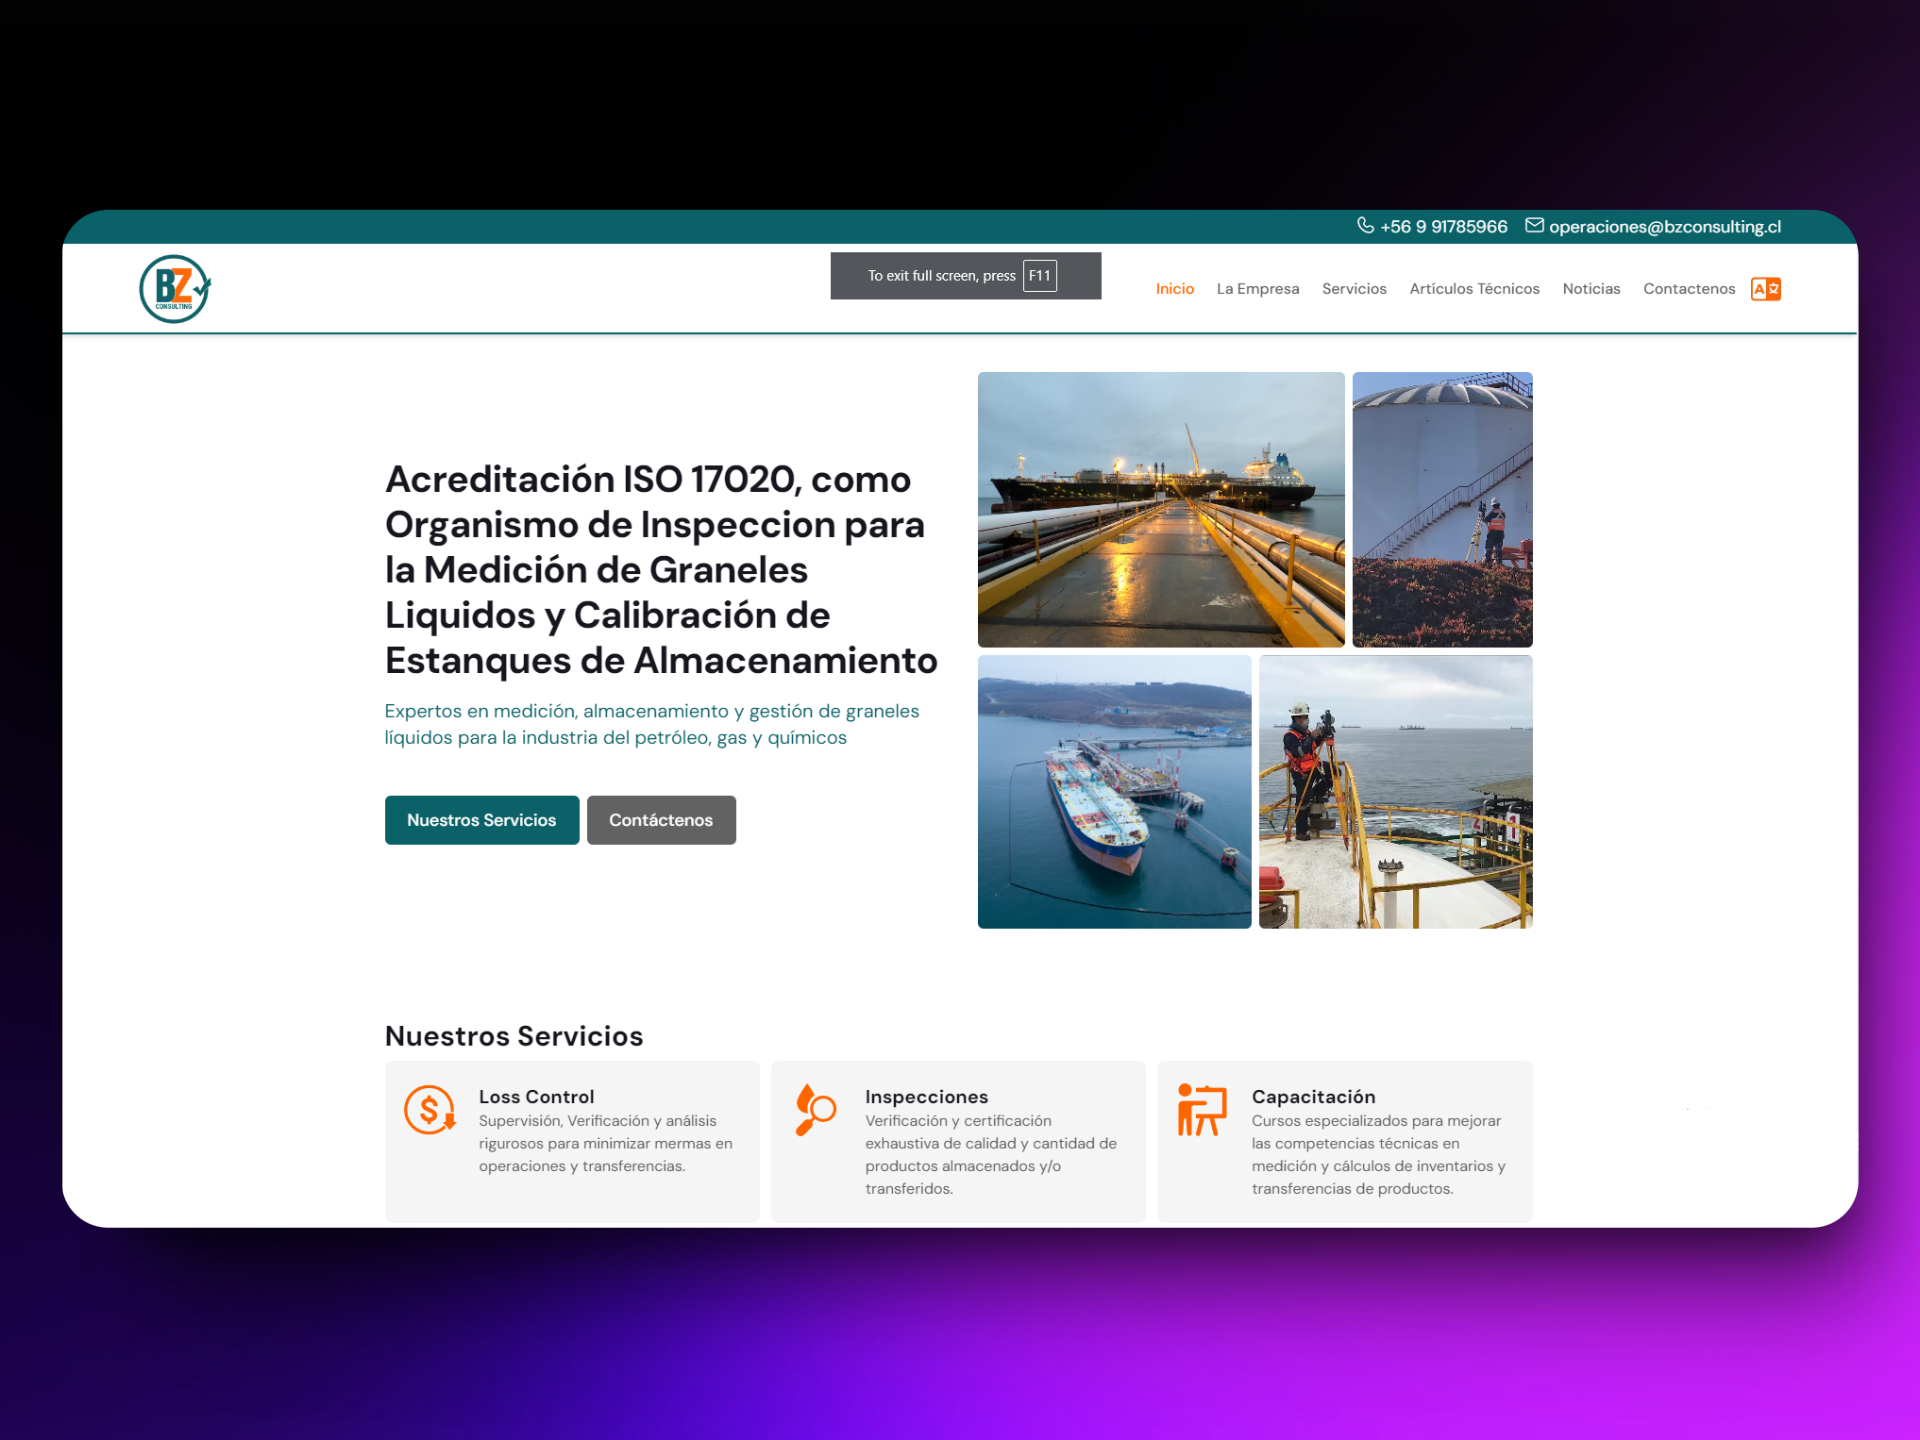 +56 9 91785966 operaciones@bzconsulting.cl
BZ
CONSULTING
To exit full screen, press F11
Inicio La Empresa Servicios Artículos Técnicos Noticias Contactenos A
Acreditación ISO 17020, como
Organismo de Inspeccion para
la Medición de Graneles
Liquidos y Calibración de
Estanques de Almacenamiento
Expertos en medición, almacenamiento y gestión de graneles
líquidos para la industria del petróleo, gas y químicos
Nuestros Servicios Contáctenos
2 1
Nuestros Servicios
Loss Control
Supervisión, Verificación y análisis
rigurosos para minimizar mermas en
operaciones y transferencias.
Inspecciones
Verificación y certificación
exhaustiva de calidad y cantidad de
productos almacenados y/o
transferidos.
Capacitación
Cursos especializados para mejorar
las competencias técnicas en
medición y cálculos de inventarios y
transferencias de productos.